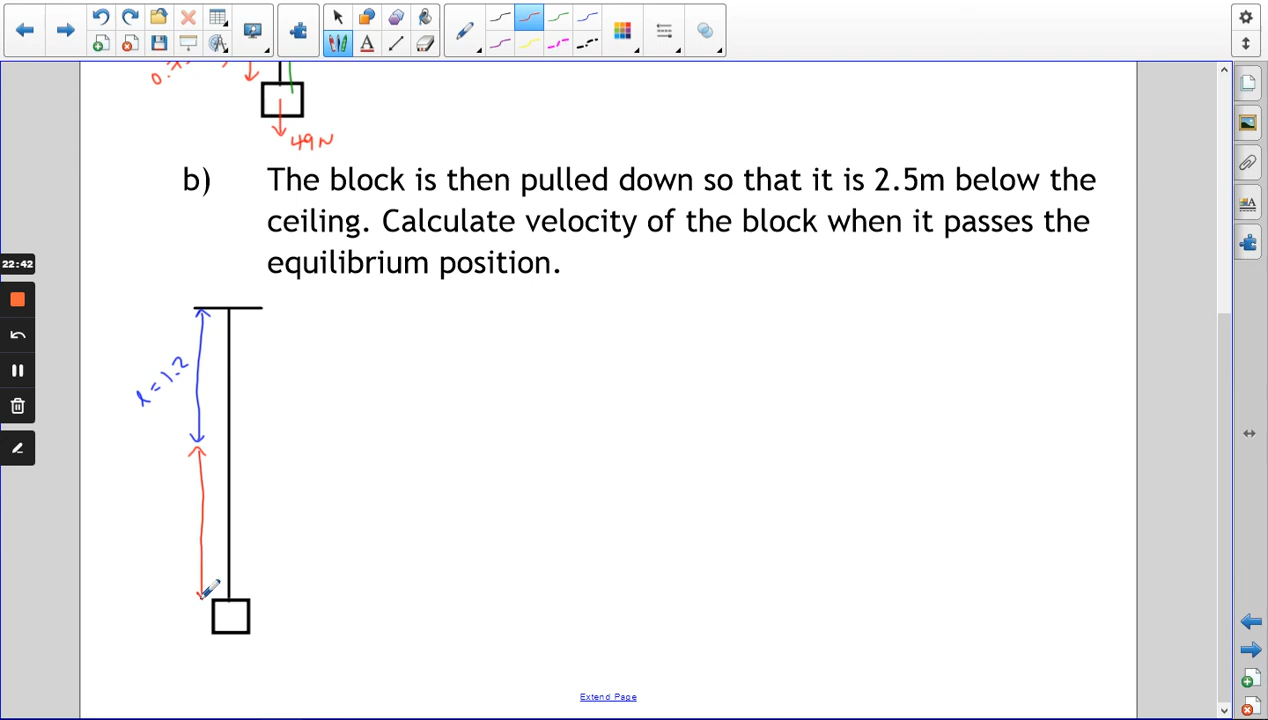 49N
b) The block is then pulled down so that it is 2.5m below the
ceiling. Calculate velocity of the block when it passes the
equilibrium position.
22:42
l = 1.2
Extend Page